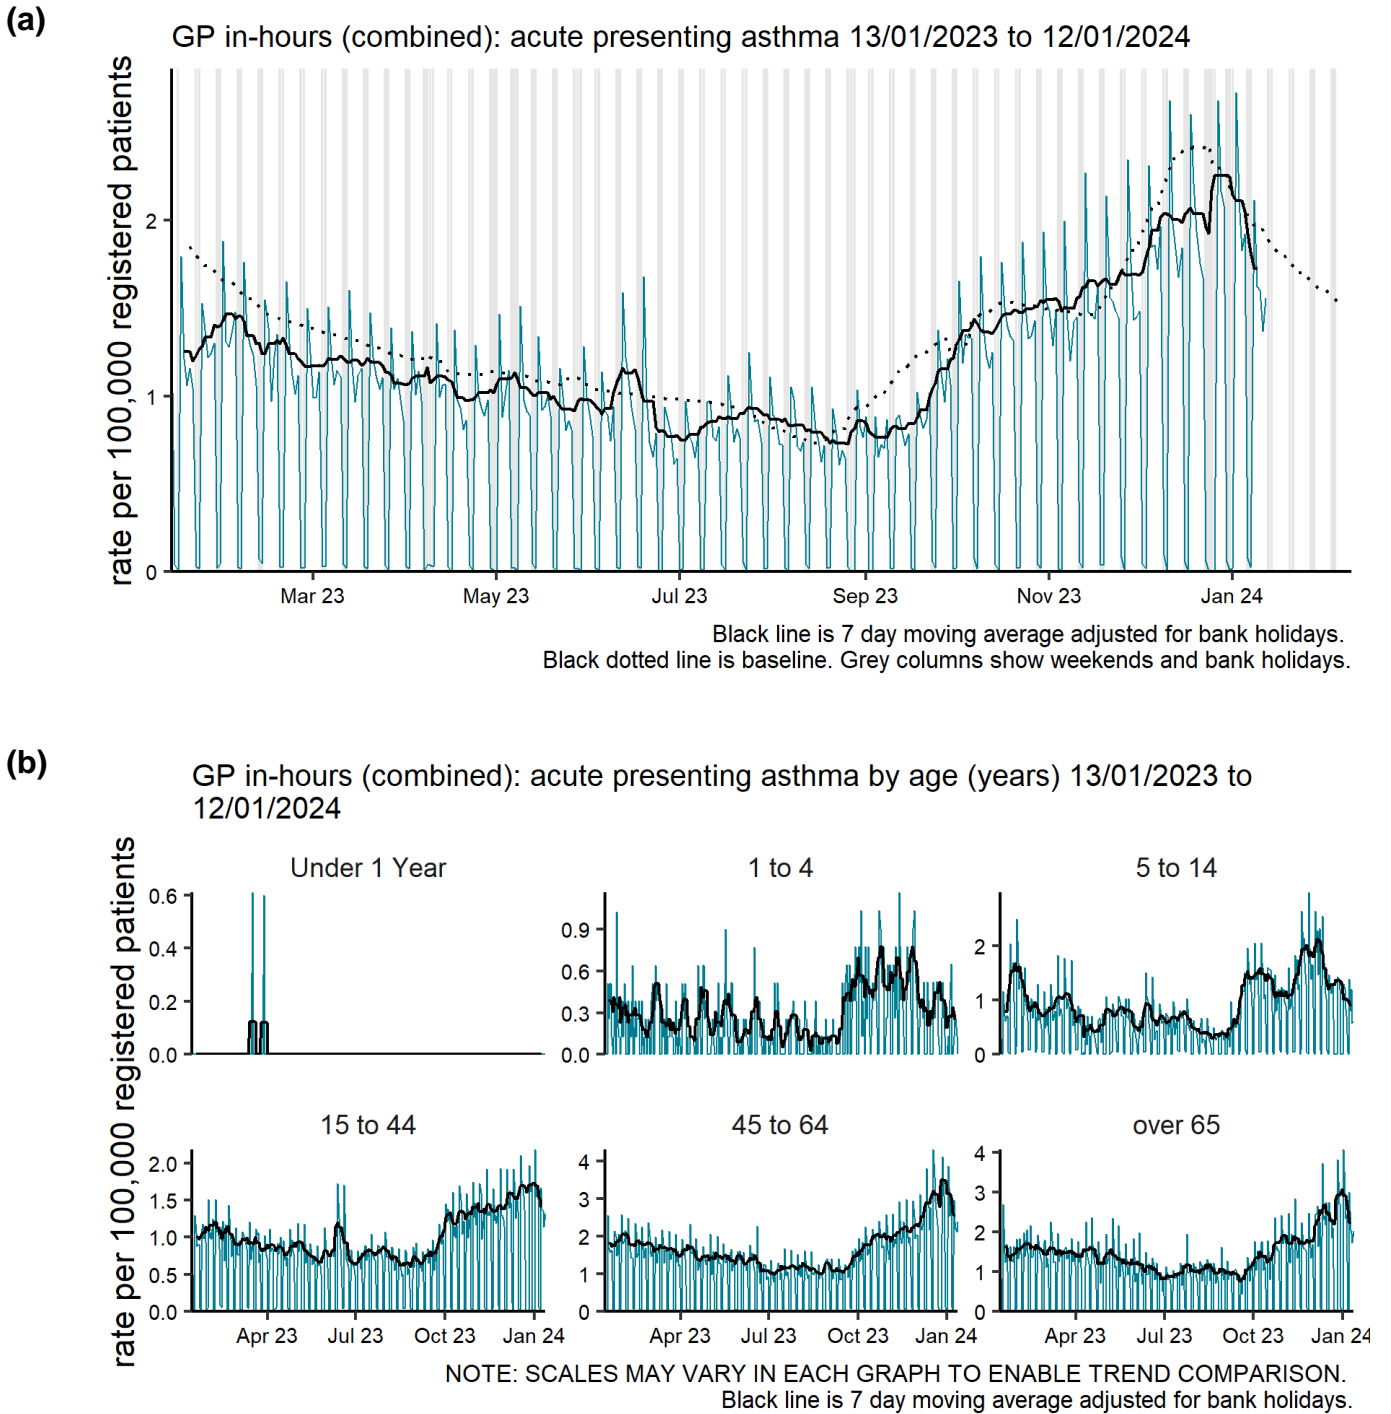 (a)
GP in-hours (combined): acute presenting asthma 13/01/2023 to 12/01/2024
rate per 100,000 registered patients
2
1
0
Mar 23
May 23
Jul 23
Sep 23
Nov 23
Jan 24
Black line is 7 day moving average adjusted for bank holidays.
Black dotted line is baseline. Grey columns show weekends and bank holidays.
(b)
GP in-hours (combined): acute presenting asthma by age (years) 13/01/2023 to
12/01/2024
rate per 100,000 registered patients
Under 1 Year
0.6
0.4
0.2
0.0
1 to 4
0.9
0.6
0.3
0.0
5 to 14
2
1
0
15 to 44
2.0
1.5
1.0
0.5
0.0
Apr 23
Jul 23
Oct 23
Jan 24
45 to 64
4
3
2
1
0
Apr 23
Jul 23
Oct 23
Jan 24
over 65
4
3
2
1
0
Apr 23
Jul 23
Oct 23
Jan 24
NOTE: SCALES MAY VARY IN EACH GRAPH TO ENABLE TREND COMPARISON.
Black line is 7 day moving average adjusted for bank holidays.